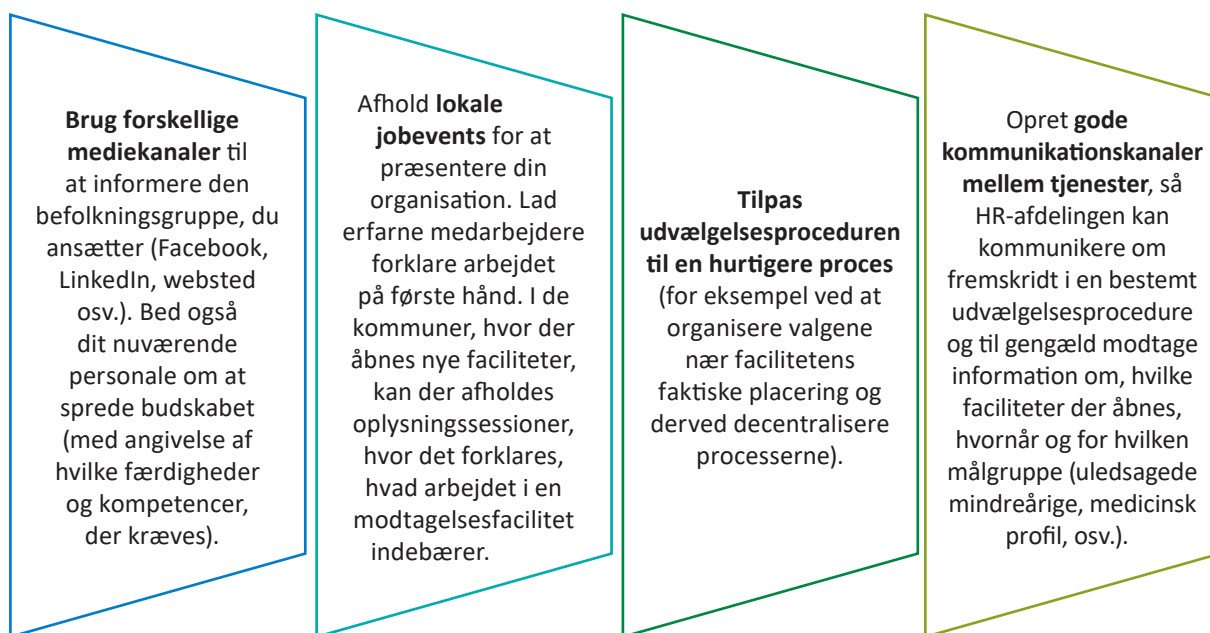 Brug forskellige
mediekanaler til
at informere den
befolkningsgruppe, du
ansætter (Facebook,
LinkedIn, websted
osv.). Bed også
dit nuværende
personale om at
sprede budskabet
(med angivelse af
hvilke færdigheder
og kompetencer,
der kræves).
Afhold lokale
jobevents for at
præsentere din
organisation. Lad
erfarne medarbejdere
forklare arbejdet
på første hånd. I de
kommuner, hvor der
åbnes nye faciliteter,
kan der afholdes
oplysningssessioner,
hvor det forklares,
hvad arbejdet i en
modtagelsesfacilitet
indebærer.
Tilpas
udvælgelsesproceduren
til en hurtigere proces
(for eksempel ved at
organisere valgene
nær facilitetens
faktiske placering og
derved decentralisere
processerne).
Opret gode
kommunikationskanaler
mellem tjenester, så
HR-afdelingen kan
kommunikere om
fremskridt i en bestemt
udvælgelsesprocedure
og til gengæld modtage
information om, hvilke
faciliteter der åbnes,
hvornår og for hvilken
målgruppe (uledsagede
mindreårige, medicinsk
profil, osv.).